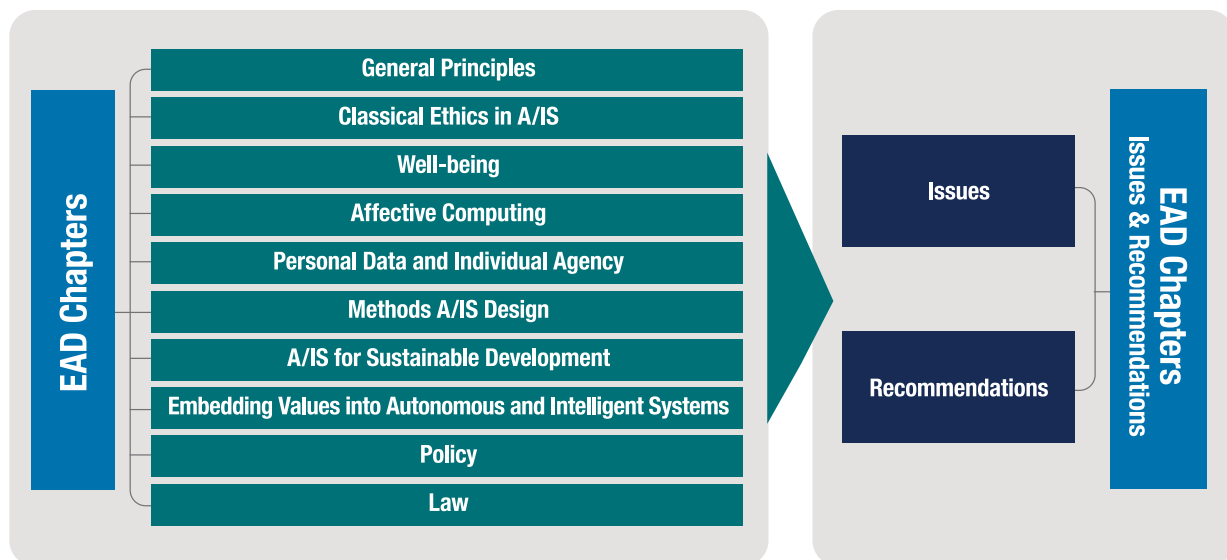 EAD Chapters
General Principles
Classical Ethics in A/IS
Well-being
Affective Computing
Personal Data and Individual Agency
Methods A/IS Design
A/IS for Sustainable Development
Embedding Values into Autonomous and Intelligent Systems
Policy
Law
Issues
Recommendations
EAD Chapters
Issues & Recommendations